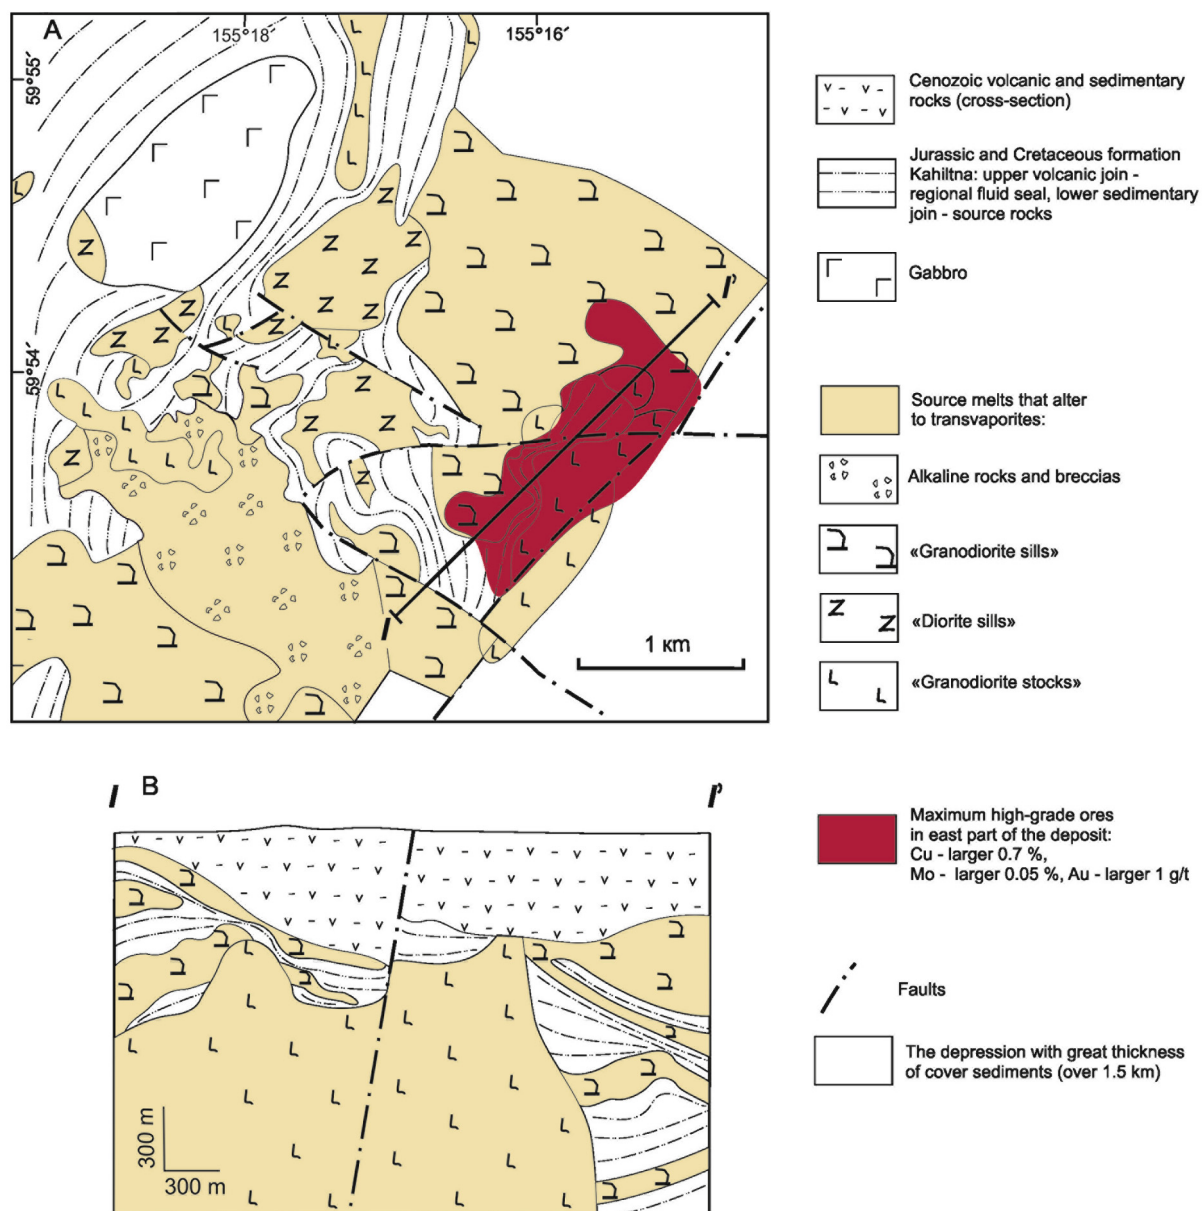 A
155°18′
155°16′
59°55′
59°54′
I’
I
1 км
Cenozoic volcanic and sedimentary
rocks (cross-section)
Jurassic and Cretaceous formation
Kahiltna: upper volcanic join -
regional fluid seal, lower sedimentary
join - source rocks
Gabbro
Source melts that alter
to transvaporites:
Alkaline rocks and breccias
«Granodiorite sills»
«Diorite sills»
«Granodiorite stocks»
I
B
I’
300 m
300 m
Maximum high-grade ores
in east part of the deposit:
Cu - larger 0.7 %,
Mo - larger 0.05 %, Au - larger 1 g/t
Faults
The depression with great thickness
of cover sediments (over 1.5 km)